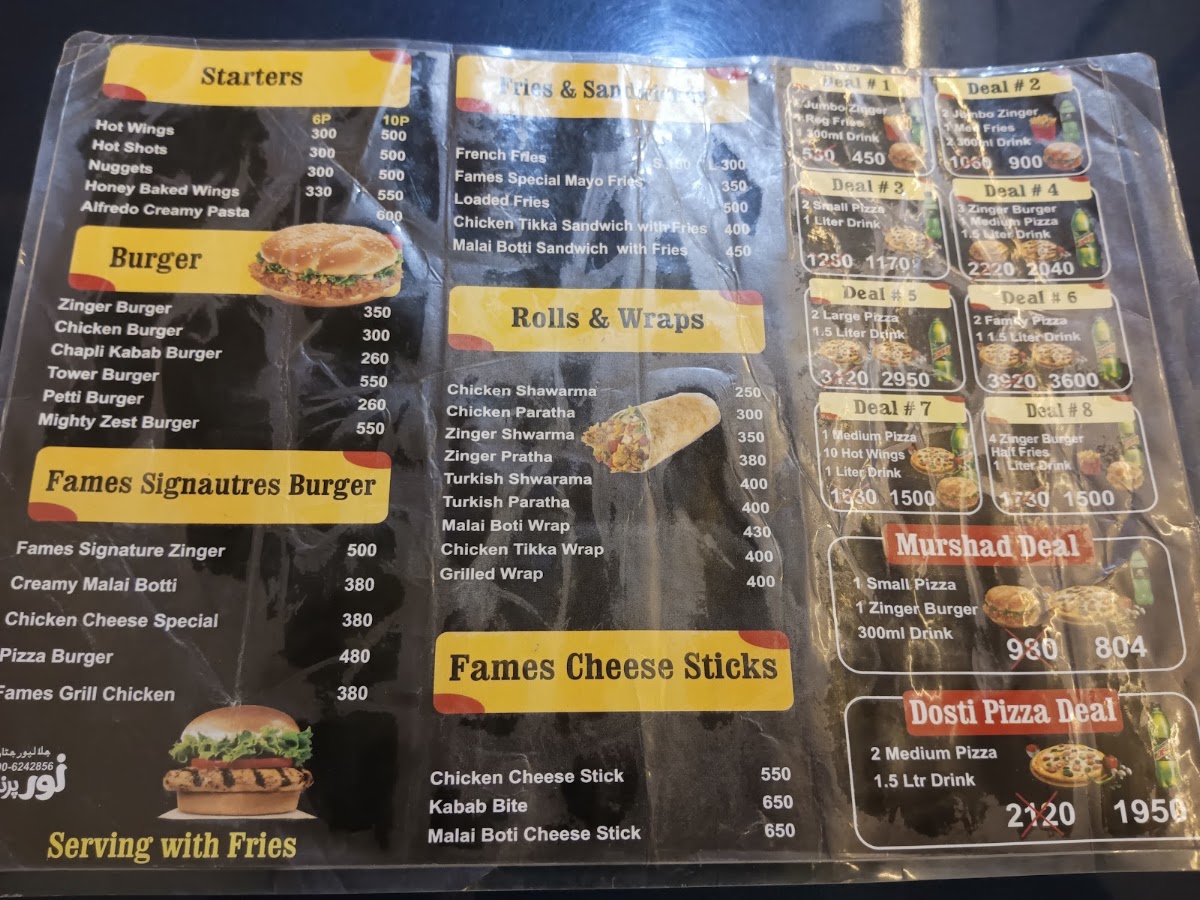 Starters
6P 10P
Hot Wings 300 500
Hot Shots 300 500
Nuggets 300 500
Honey Baked Wings 330 550
Alfredo Creamy Pasta 600
Burger
Zinger Burger 350
Chicken Burger 300
Chapli Kabab Burger 260
Tower Burger 550
Petti Burger 260
Mighty Zest Burger 550
Fames Signautres Burger
Fames Signature Zinger 500
Creamy Malai Botti 380
Chicken Cheese Special 380
Pizza Burger 480
Fames Grill Chicken 380
نور
6242856
Serving with Fries
Fries & Sandwiches
French Fries L 300
Fames Special Mayo Fries 350
Loaded Fries 500
Chicken Tikka Sandwich with Fries 400
Malai Botti Sandwich with Fries 450
Rolls & Wraps
Chicken Shawarma 250
Chicken Paratha 300
Zinger Shwarma 350
Zinger Pratha 380
Turkish Shwarama 400
Turkish Paratha 400
Malai Boti Wrap 430
Chicken Tikka Wrap 400
Grilled Wrap 400
Fames Cheese Sticks
Chicken Cheese Stick 550
Kabab Bite 650
Malai Boti Cheese Stick 650
Deal # 1
Jumbo Zigger
Reg Fries
1 300ml Drink
450
Deal # 2
2 Jumbo Zinger
1 Med Fries
2 300ml Drink
1060 900
Deal # 3
2 Small Pizza
1 Liter Drink
1170
Deal # 4
3 Zinger Burger
1 Medium Pizza
1.5 Liter Drink
2220 2040
Deal # 5
2 Large Pizza
1.5 Liter Drink
3120 2950
Deal # 6
2 Family Pizza
1 1.5 Liter Drink
3920 3600
Deal # 7
1 Medium Pizza
10 Hot Wings
1 Liter Drink
1500
Deal # 8
4 Zinger Burger
Half Fries
1 Liter Drink
1730 1500
Murshad Deal
1 Small Pizza
1 Zinger Burger
300ml Drink
980 804
Dosti Pizza Deal
2 Medium Pizza
1.5 Ltr Drink
2120 1950